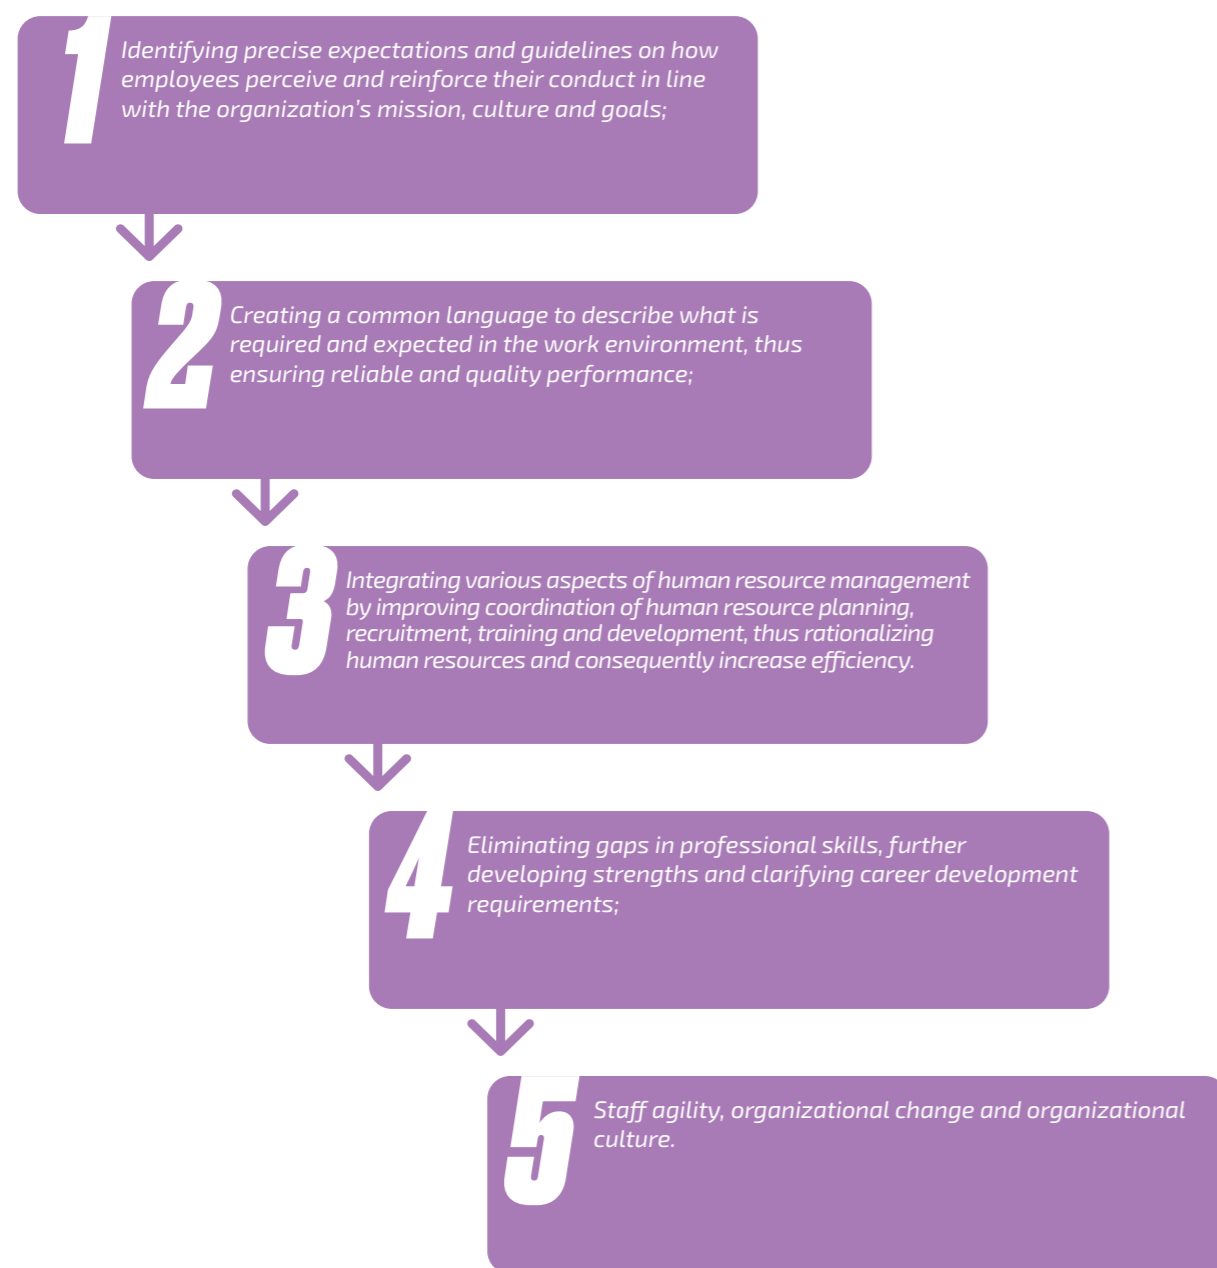 1
Identifying precise expectations and guidelines on how
employees perceive and reinforce their conduct in line
with the organization’s mission, culture and goals;
2
Creating a common language to describe what is
required and expected in the work environment, thus
ensuring reliable and quality performance;
3
Integrating various aspects of human resource management
by improving coordination of human resource planning,
recruitment, training and development, thus rationalizing
human resources and consequently increase efficiency.
4
Eliminating gaps in professional skills, further
developing strengths and clarifying career development
requirements;
5
Staff agility, organizational change and organizational
culture.